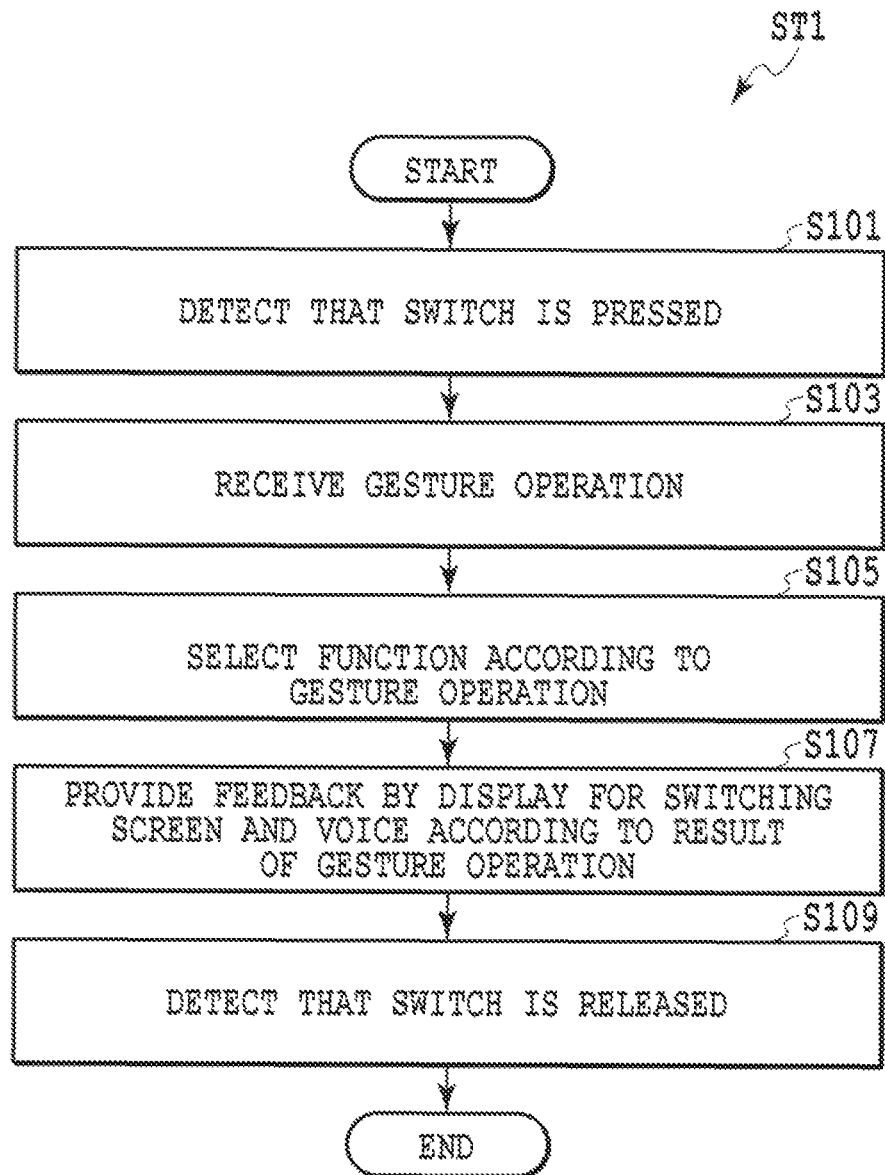 ST1
START
S101
DETECT THAT SWITCH IS PRESSED
S103
RECEIVE GESTURE OPERATION
S105
SELECT FUNCTION ACCORDING TO
GESTURE OPERATION
S107
PROVIDE FEEDBACK BY DISPLAY FOR SWITCHING
SCREEN AND VOICE ACCORDING TO RESULT
OF GESTURE OPERATION
S109
DETECT THAT SWITCH IS RELEASED
END